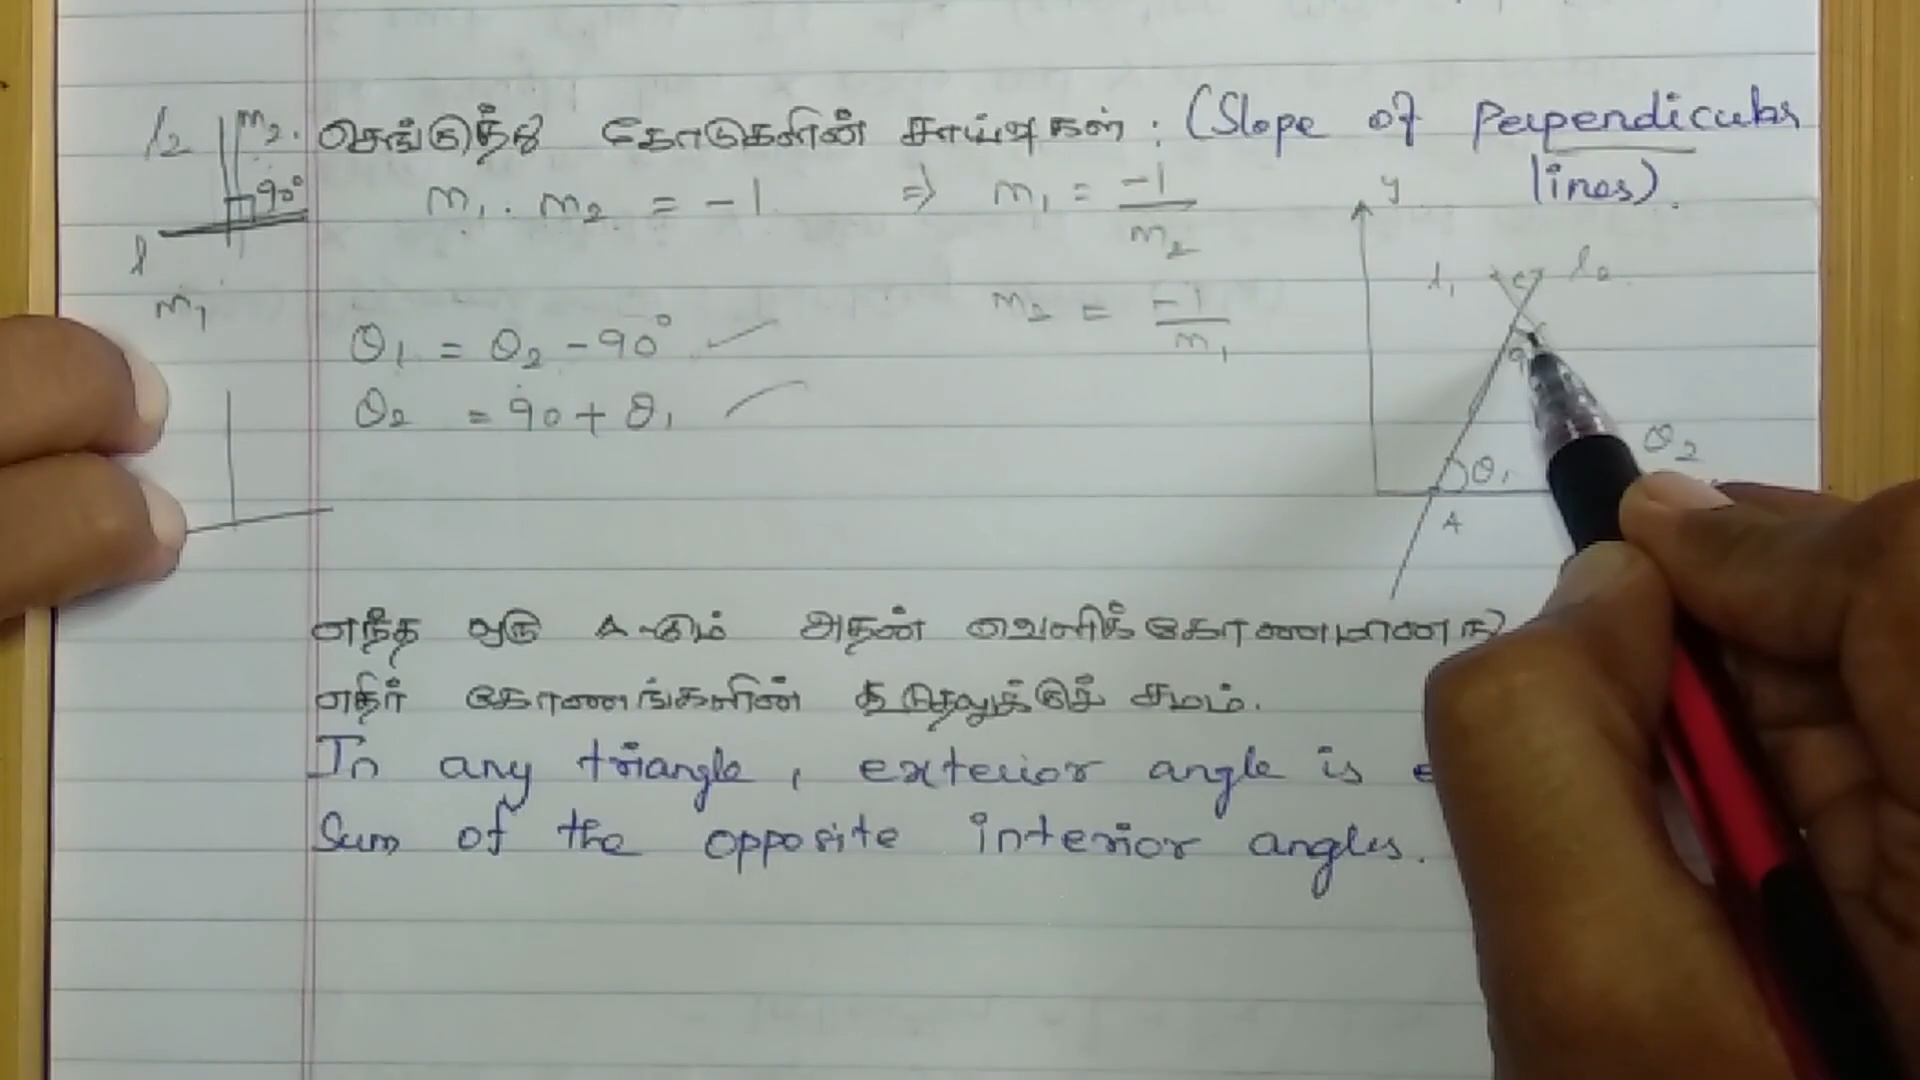 செங்குத்து கோடுகளின் சாய்வுகள் : (Slope of Perpendicular
lines).
l2 m2.
90°
l
m1
m1 . m2 = -1 ⇒ m1 = -1/m2
m2 = -1/m1
θ1 = θ2 - 90°
θ2 = 90 + θ1
y
l1 C l2
9
θ1 θ2
A
எந்த ஒரு Δ-லும் அதன் வெளிக்கோணமானது
எதிர் கோணங்களின் கூடுதலுக்குச் சமம்.
In any triangle, exterior angle is
Sum of the opposite interior angles.